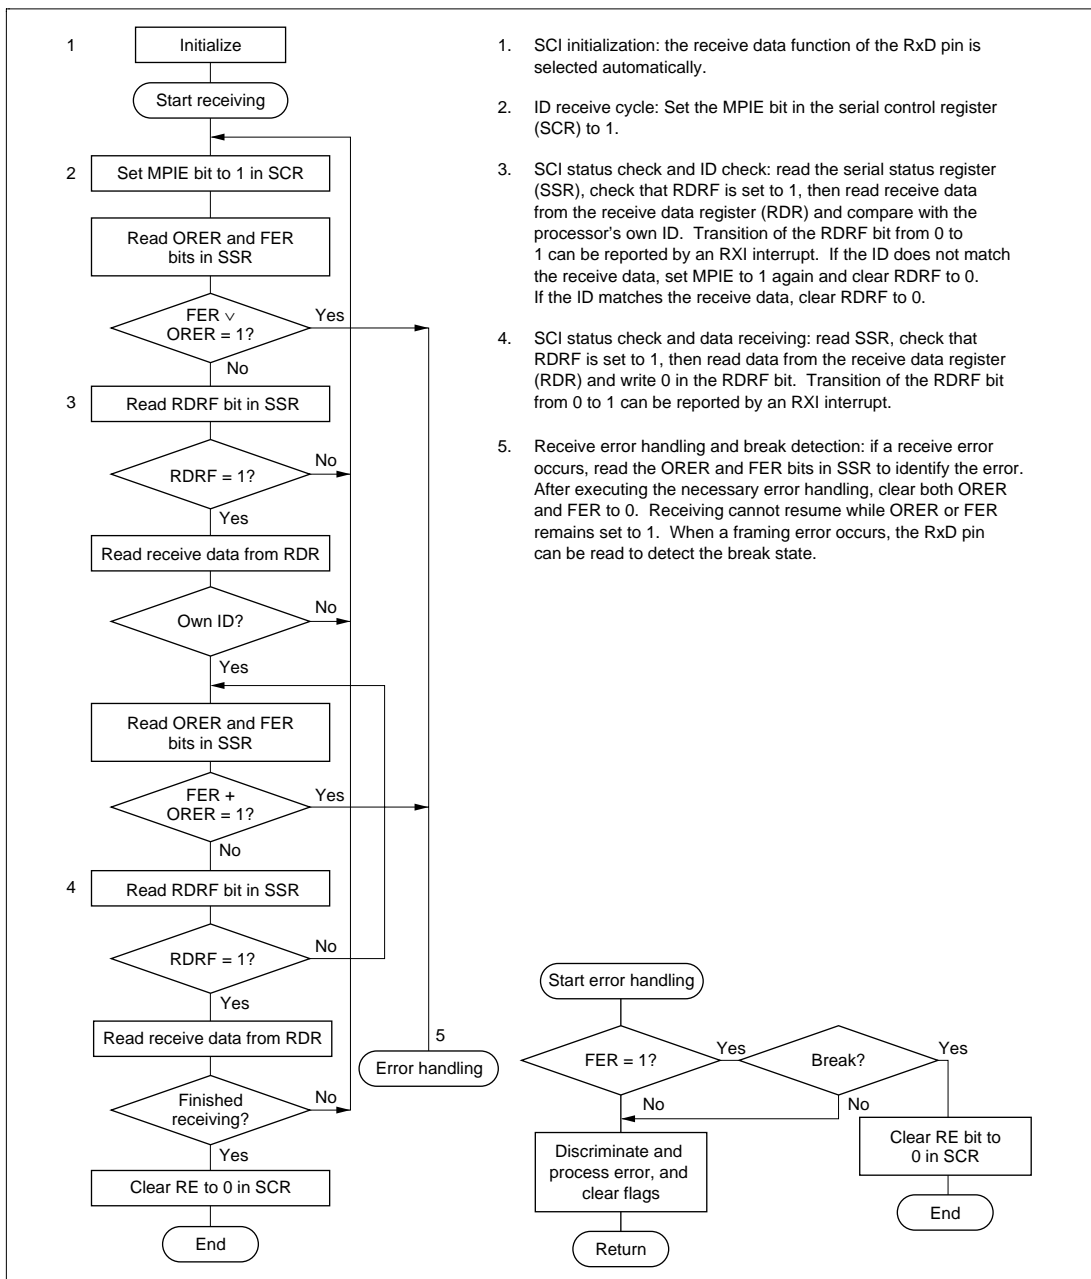 1
Initialize
Start receiving
2
Set MPIE bit to 1 in SCR
Read ORER and FER
bits in SSR
FER ∨
ORER = 1?
Yes
No
3
Read RDRF bit in SSR
RDRF = 1?
No
Yes
Read receive data from RDR
Own ID?
No
Yes
Read ORER and FER
bits in SSR
FER +
ORER = 1?
Yes
No
4
Read RDRF bit in SSR
RDRF = 1?
No
Yes
Read receive data from RDR
Finished
receiving?
No
Yes
Clear RE to 0 in SCR
End
5
Error handling
1. SCI initialization: the receive data function of the RxD pin is
selected automatically.
2. ID receive cycle: Set the MPIE bit in the serial control register
(SCR) to 1.
3. SCI status check and ID check: read the serial status register
(SSR), check that RDRF is set to 1, then read receive data
from the receive data register (RDR) and compare with the
processor's own ID. Transition of the RDRF bit from 0 to
1 can be reported by an RXI interrupt. If the ID does not match
the receive data, set MPIE to 1 again and clear RDRF to 0.
If the ID matches the receive data, clear RDRF to 0.
4. SCI status check and data receiving: read SSR, check that
RDRF is set to 1, then read data from the receive data register
(RDR) and write 0 in the RDRF bit. Transition of the RDRF bit
from 0 to 1 can be reported by an RXI interrupt.
5. Receive error handling and break detection: if a receive error
occurs, read the ORER and FER bits in SSR to identify the error.
After executing the necessary error handling, clear both ORER
and FER to 0. Receiving cannot resume while ORER or FER
remains set to 1. When a framing error occurs, the RxD pin
can be read to detect the break state.
Start error handling
FER = 1?
Yes
No
Break?
Yes
No
Discriminate and
process error, and
clear flags
Return
Clear RE bit to
0 in SCR
End